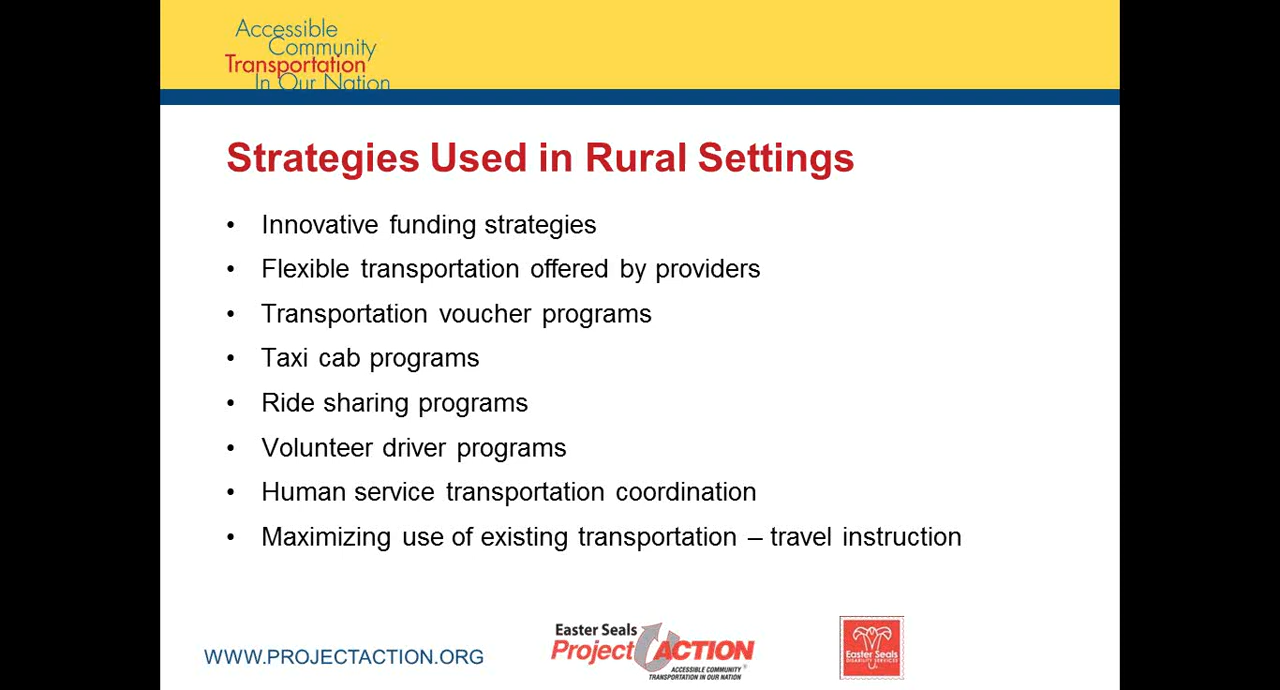 Accessible
Community
Transportation
In Our Nation
Strategies Used in Rural Settings
• Innovative funding strategies
• Flexible transportation offered by providers
• Transportation voucher programs
• Taxi cab programs
• Ride sharing programs
• Volunteer driver programs
• Human service transportation coordination
• Maximizing use of existing transportation – travel instruction
WWW.PROJECTACTION.ORG
Easter Seals
Project ACTION
ACCESSIBLE COMMUNITY
TRANSPORTATION IN OUR NATION
Easter Seals
DISABILITY SERVICES